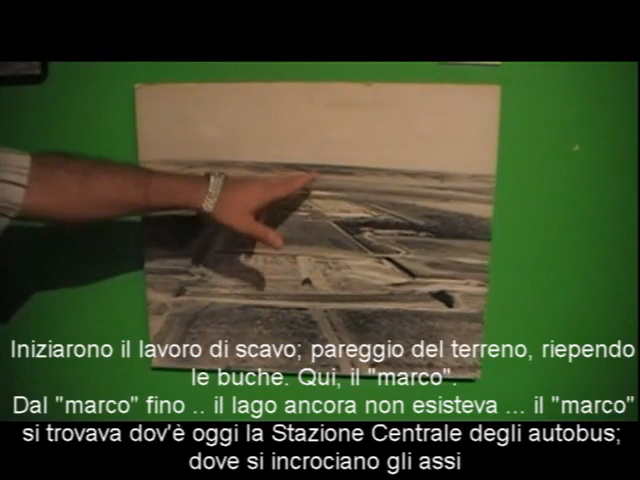 Iniziarono il lavoro di scavo; pareggio del terreno, riependo
le buche. Qui, il "marco".
Dal "marco" fino .. il lago ancora non esisteva ... il "marco"
si trovava dov'è oggi la Stazione Centrale degli autobus;
dove si incrociano gli assi